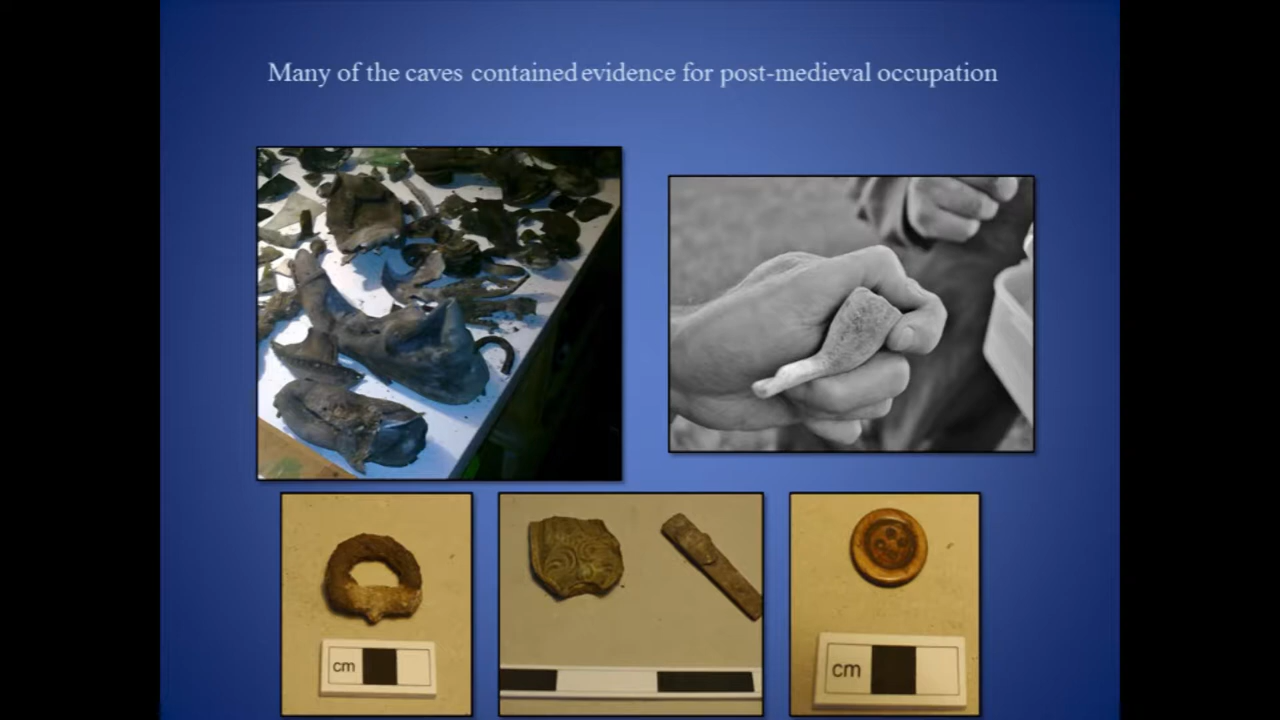 Many of the caves contained evidence for post-medieval occupation
cm
cm